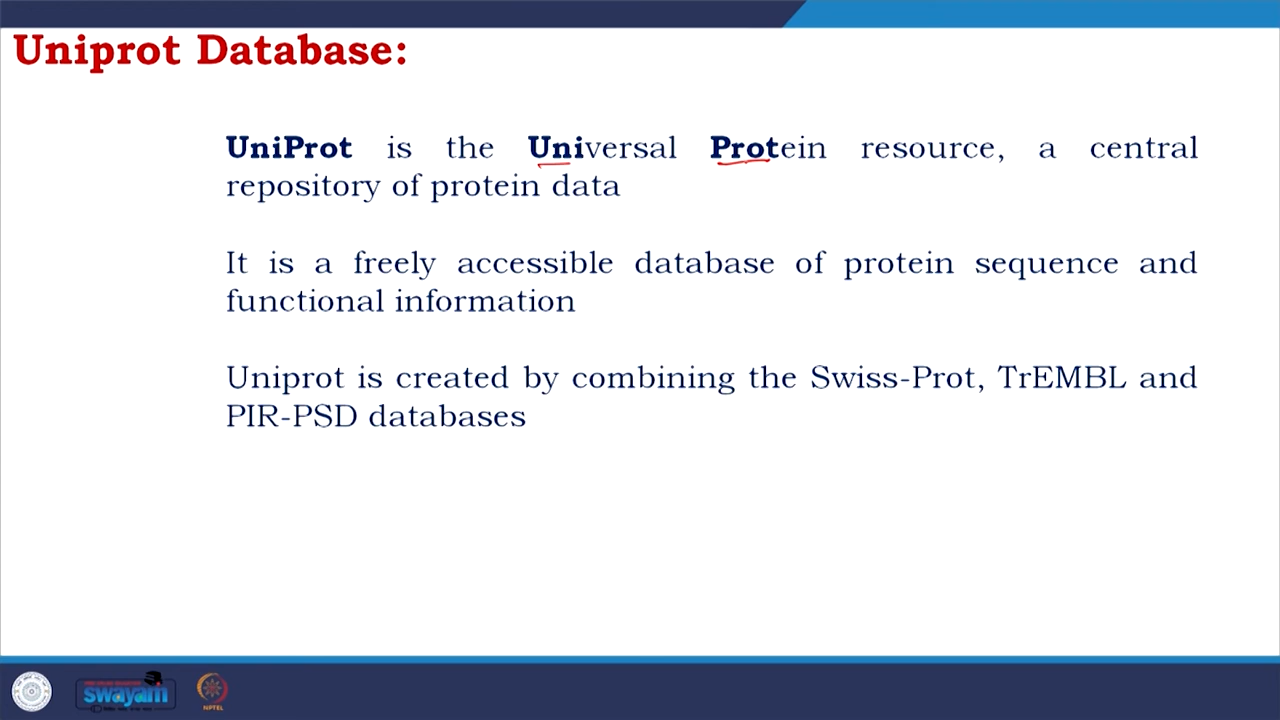 Uniprot Database:
UniProt is the Universal Protein resource, a central
repository of protein data
It is a freely accessible database of protein sequence and
functional information
Uniprot is created by combining the Swiss-Prot, TrEMBL and
PIR-PSD databases
swayam
NPTEL